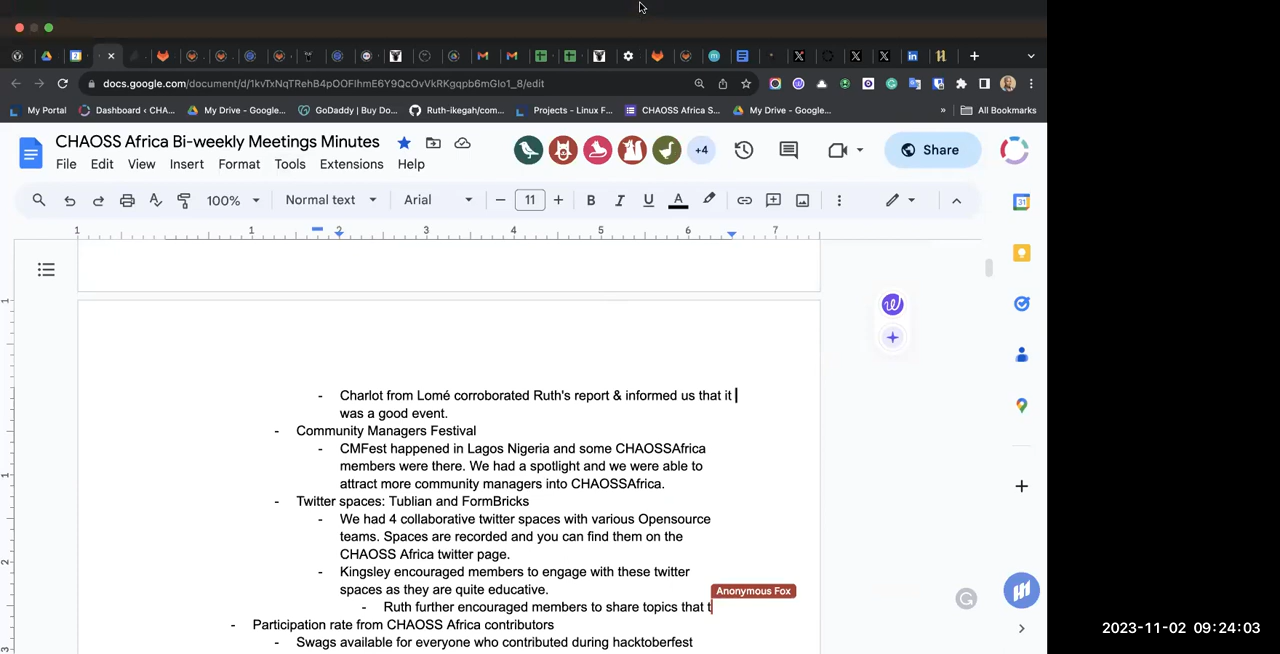 docs.google.com/document/d/1kvTxNqTRehB4pOOFIhmE6Y9QcOvVkRKgqpb6mGlo1_8/edit
My Portal
Dashboard ‹ CHA...
My Drive - Google...
GoDaddy | Buy Do...
Ruth-ikegah/com...
Projects - Linux F...
CHAOSS Africa S...
My Drive - Google...
»
All Bookmarks
CHAOSS Africa Bi-weekly Meetings Minutes
+4
Share
File Edit View Insert Format Tools Extensions Help
100% Normal text Arial 11 B I U A
1 1 2 3 4 5 6 7
- Charlot from Lomé corroborated Ruth's report & informed us that it
was a good event.
- Community Managers Festival
- CMFest happened in Lagos Nigeria and some CHAOSSAfrica
members were there. We had a spotlight and we were able to
attract more community managers into CHAOSSAfrica.
- Twitter spaces: Tublian and FormBricks
- We had 4 collaborative twitter spaces with various Opensource
teams. Spaces are recorded and you can find them on the
CHAOSS Africa twitter page.
- Kingsley encouraged members to engage with these twitter
spaces as they are quite educative.
Anonymous Fox
- Ruth further encouraged members to share topics that t
- Participation rate from CHAOSS Africa contributors
- Swags available for everyone who contributed during hacktoberfest
2023-11-02 09:24:03